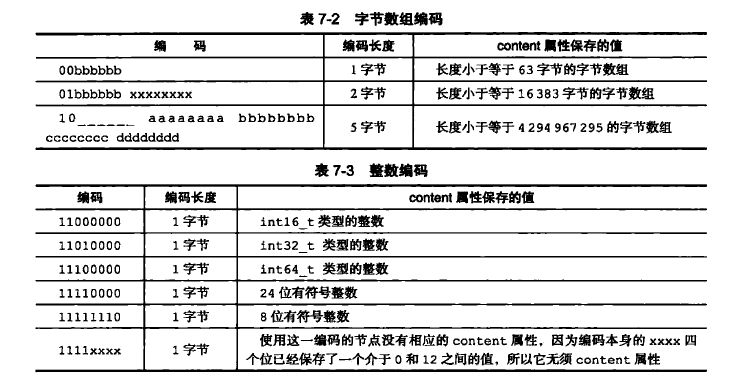 表 7-2 字节数组编码
编 码 编码长度 content 属性保存的值
00bbbbbb 1 字节 长度小于等于 63 字节的字节数组
01bbbbbb xxxxxxxx 2 字节 长度小于等于 16 383 字节的字节数组
10______ aaaaaaaa bbbbbbbb
cccccccc dddddddd 5 字节 长度小于等于 4 294 967 295 的字节数组
表 7-3 整数编码
编码 编码长度 content 属性保存的值
11000000 1 字节 int16_t 类型的整数
11010000 1 字节 int32_t 类型的整数
11100000 1 字节 int64_t 类型的整数
11110000 1 字节 24 位有符号整数
11111110 1 字节 8 位有符号整数
1111xxxx 1 字节 使用这一编码的节点没有相应的 content 属性，因为编码本身的 xxxx 四
个位已经保存了一个介于 0 和 12 之间的值，所以它无须 content 属性